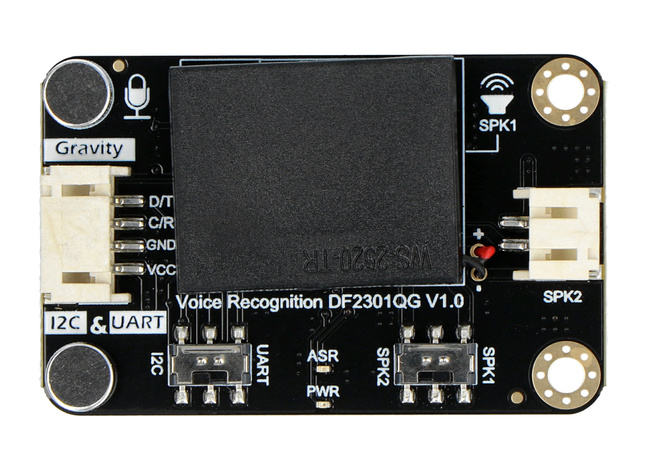 SPK1
Gravity
D/T
C/R
GND
VCC
WS-2520-TR
+
-
SPK2
Voice Recognition DF2301QG V1.0
I2C & UART
I2C
UART
ASR
PWR
SPK2
SPK1